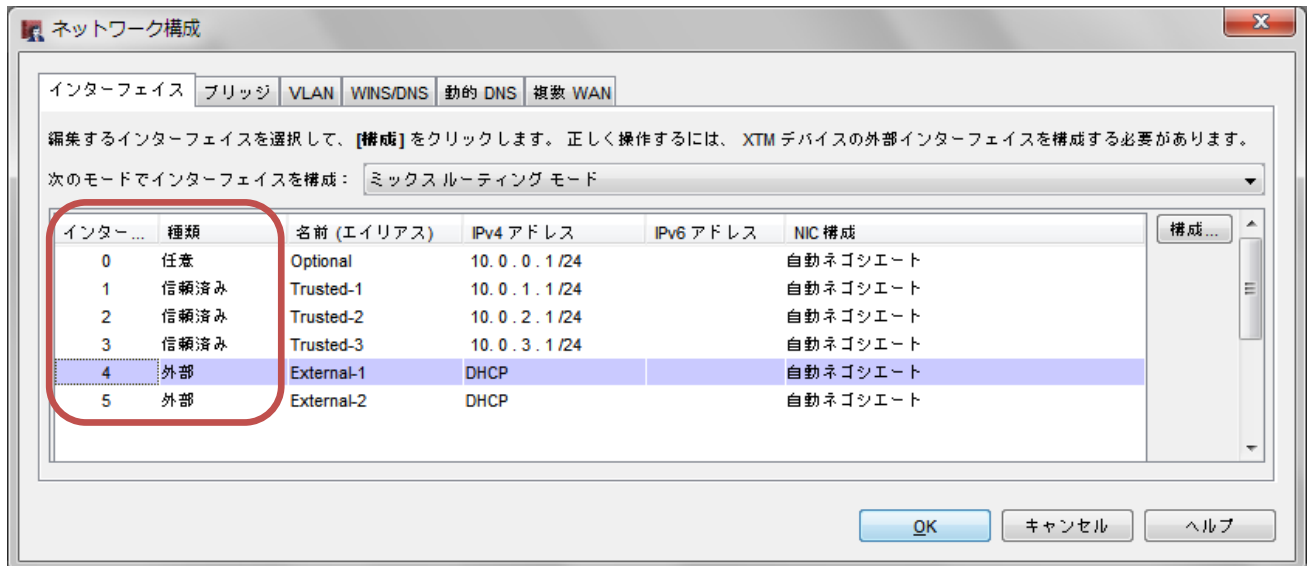 ネットワーク構成
インターフェイス ブリッジ VLAN WINS/DNS 動的 DNS 複数 WAN
編集するインターフェイスを選択して、[構成] をクリックします。 正しく操作するには、 XTM デバイスの外部インターフェイスを構成する必要があります。
次のモードでインターフェイスを構成： ミックス ルーティング モード
インター... 種類 名前 (エイリアス) IPv4 アドレス IPv6 アドレス NIC 構成 構成...
0 任意 Optional 10. 0 . 0 . 1 /24 自動ネゴシエート
1 信頼済み Trusted-1 10. 0 . 1 . 1 /24 自動ネゴシエート
2 信頼済み Trusted-2 10. 0 . 2 . 1 /24 自動ネゴシエート
3 信頼済み Trusted-3 10. 0 . 3 . 1 /24 自動ネゴシエート
4 外部 External-1 DHCP 自動ネゴシエート
5 外部 External-2 DHCP 自動ネゴシエート
OK キャンセル ヘルプ